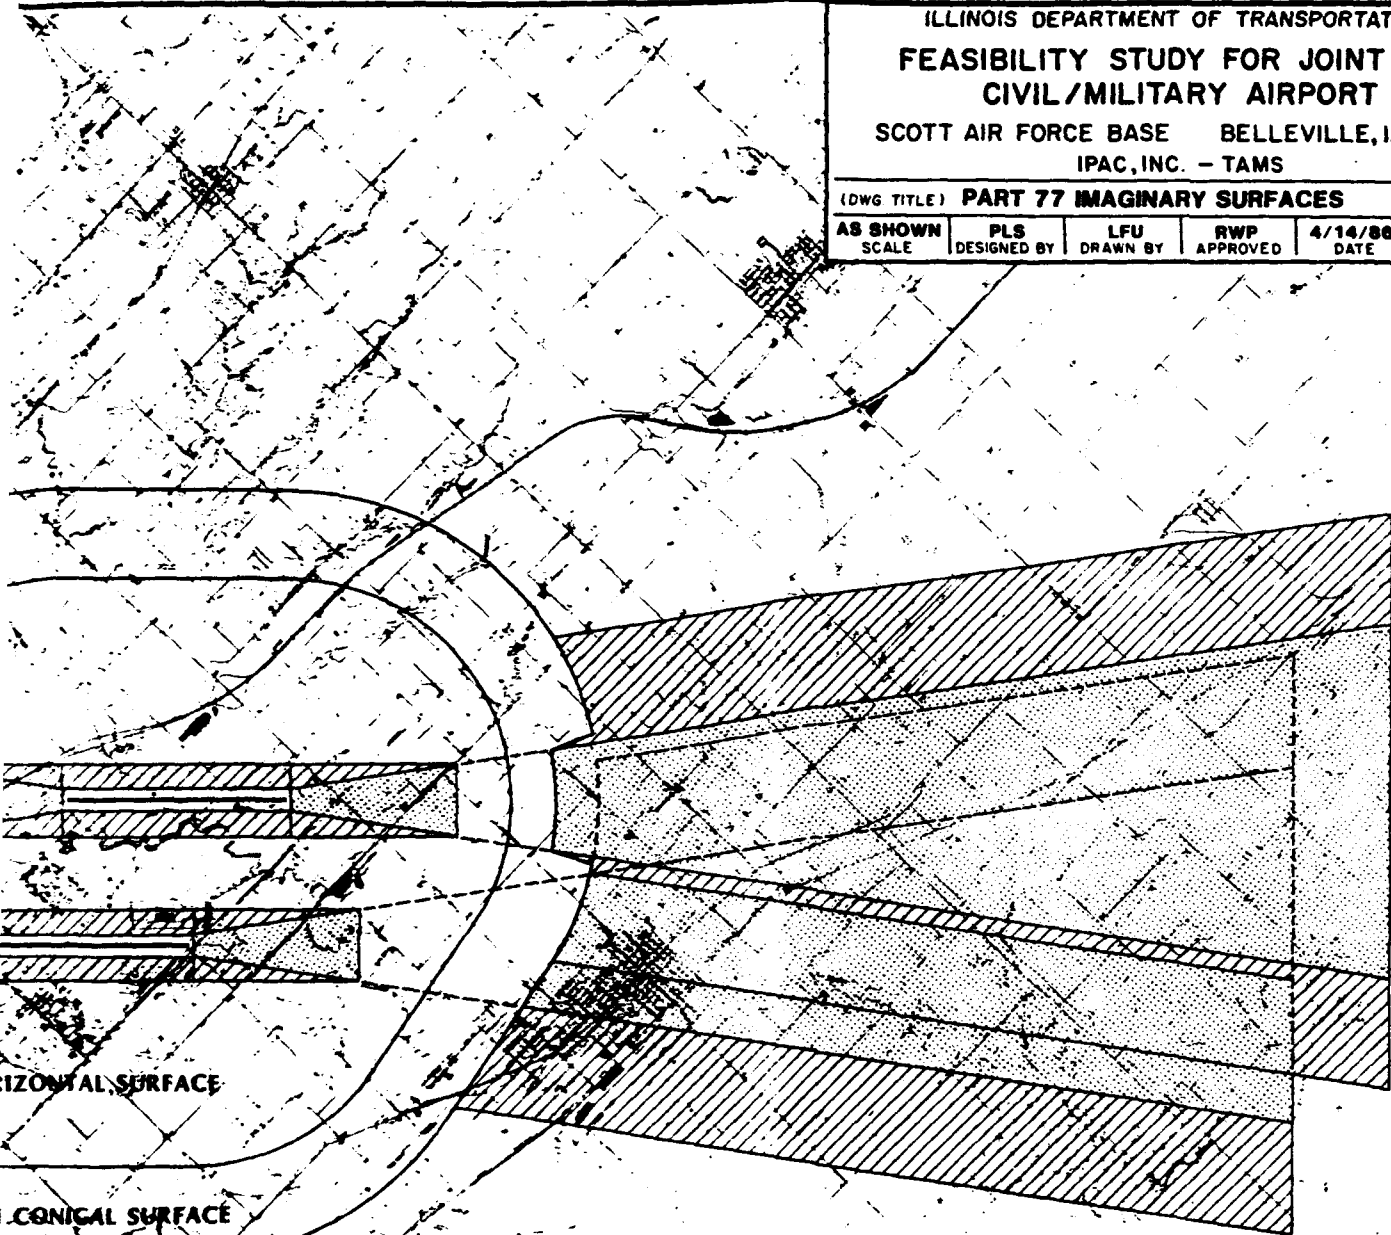 ILLINOIS DEPARTMENT OF TRANSPORTAT
FEASIBILITY STUDY FOR JOINT
CIVIL/MILITARY AIRPORT
SCOTT AIR FORCE BASE BELLEVILLE, I
IPAC, INC. – TAMS
(DWG TITLE) PART 77 IMAGINARY SURFACES
AS SHOWN PLS LFU RWP 4/14/86
SCALE DESIGNED BY DRAWN BY APPROVED DATE
RIZONTAL SURFACE
CONICAL SURFACE